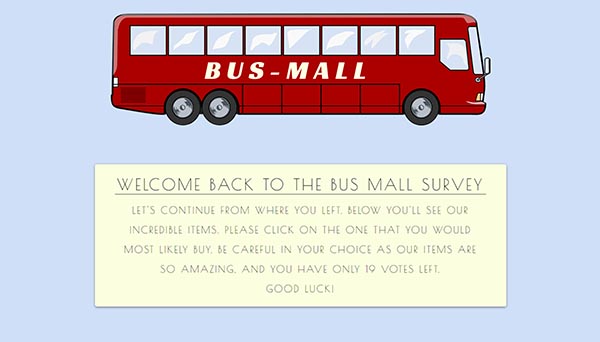 BUS-MALL
WELCOME BACK TO THE BUS MALL SURVEY
LET'S CONTINUE FROM WHERE YOU LEFT. BELOW YOU'LL SEE OUR
INCREDIBLE ITEMS. PLEASE CLICK ON THE ONE THAT YOU WOULD
MOST LIKELY BUY. BE CAREFUL IN YOUR CHOICE AS OUR ITEMS ARE
SO AMAZING, AND YOU HAVE ONLY 19 VOTES LEFT.
GOOD LUCK!